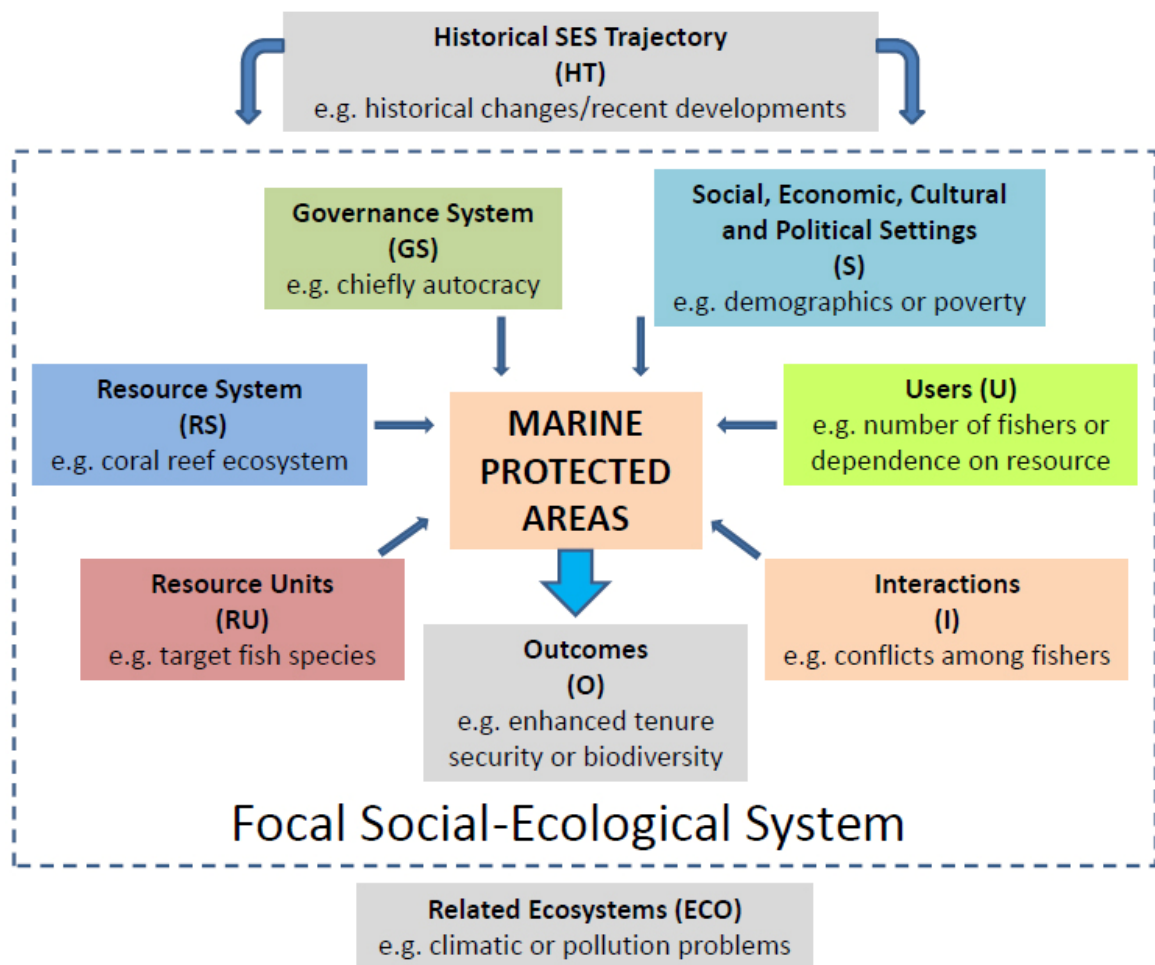 Historical SES Trajectory
(HT)
e.g. historical changes/recent developments
Governance System
(GS)
e.g. chiefly autocracy
Social, Economic, Cultural
and Political Settings
(S)
e.g. demographics or poverty
Resource System
(RS)
e.g. coral reef ecosystem
MARINE
PROTECTED
AREAS
Users (U)
e.g. number of fishers or
dependence on resource
Resource Units
(RU)
e.g. target fish species
Outcomes
(O)
e.g. enhanced tenure
security or biodiversity
Interactions
(I)
e.g. conflicts among fishers
Focal Social-Ecological System
Related Ecosystems (ECO)
e.g. climatic or pollution problems